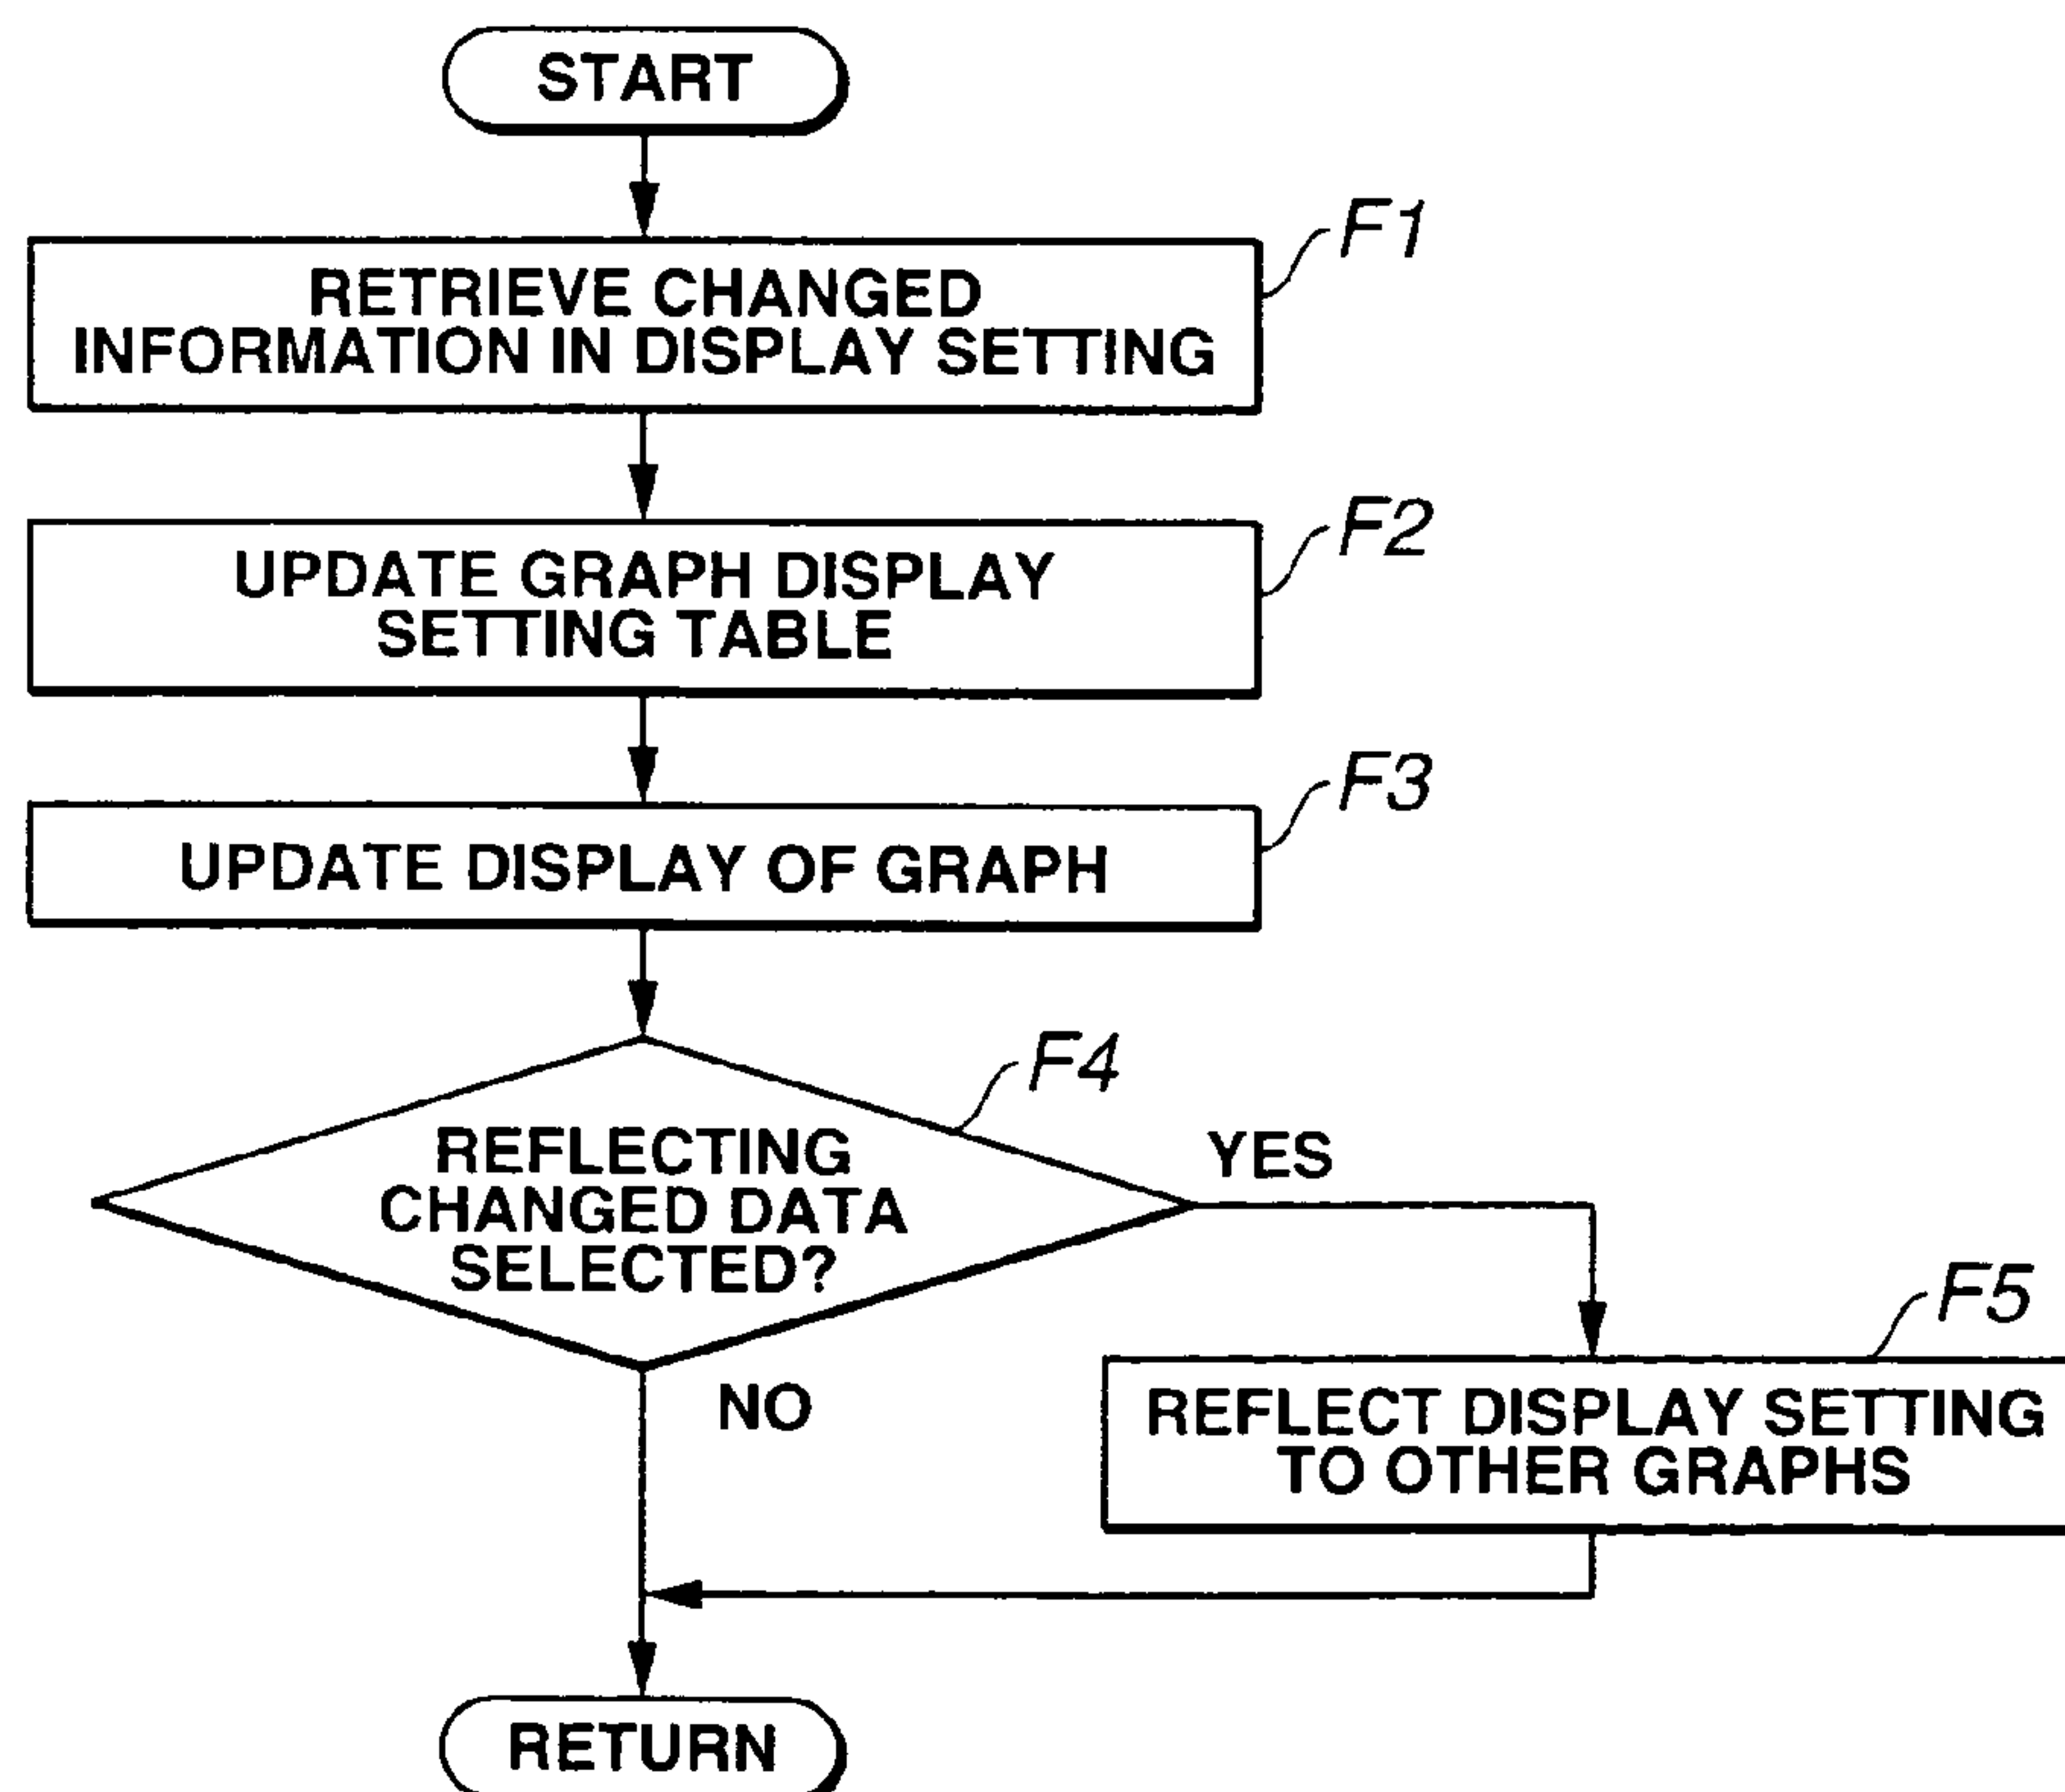 START
F1
RETRIEVE CHANGED
INFORMATION IN DISPLAY SETTING
F2
UPDATE GRAPH DISPLAY
SETTING TABLE
F3
UPDATE DISPLAY OF GRAPH
F4
REFLECTING
CHANGED DATA
SELECTED?
YES
NO
F5
REFLECT DISPLAY SETTING
TO OTHER GRAPHS
RETURN